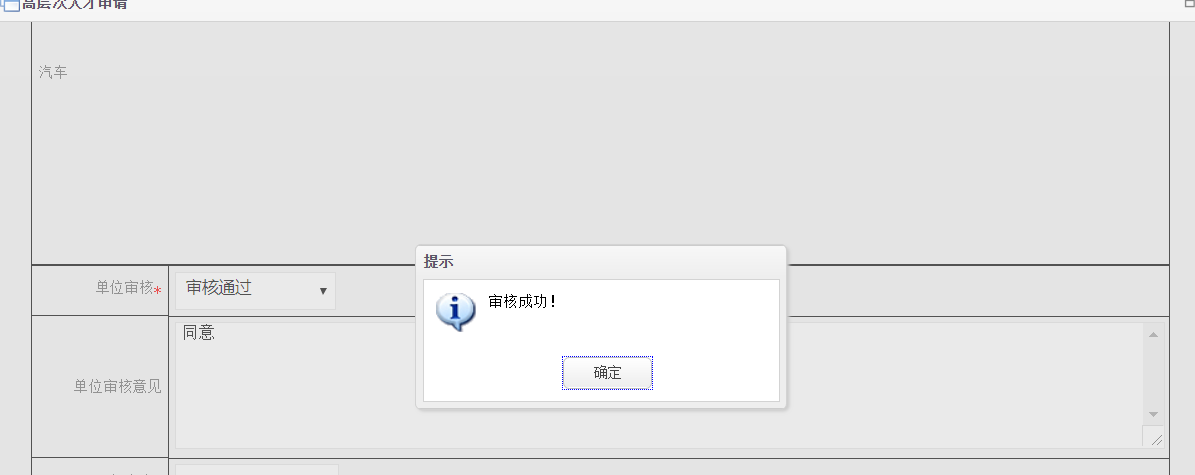 高层次人才申请
汽车
提示
审核成功！
确定
单位审核*
审核通过
单位审核意见
同意